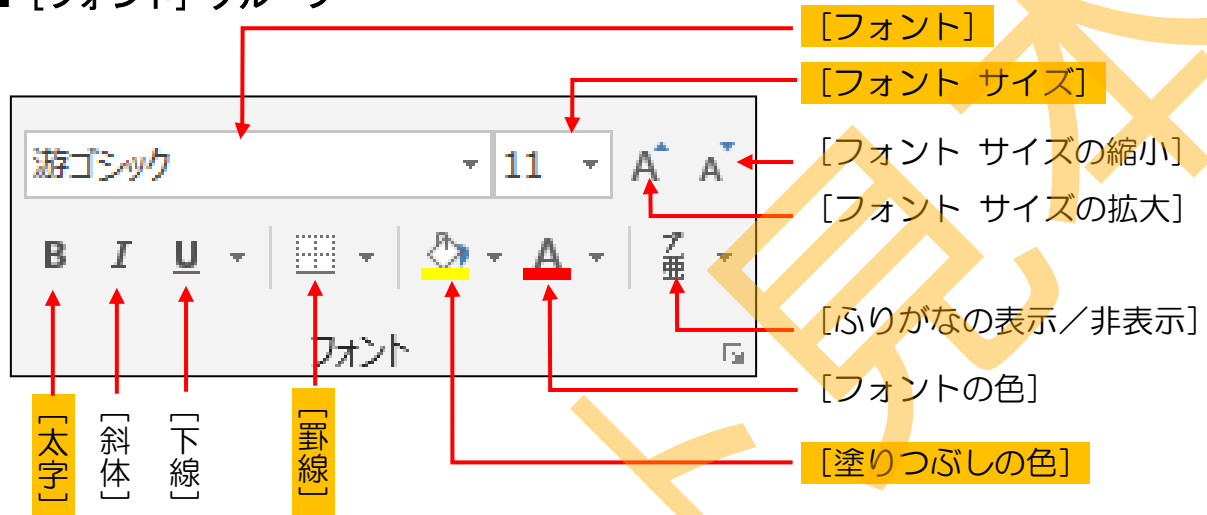 ■ [フォント] グループ
[フォント]
[フォント サイズ]
游ゴシック 11 A A
[フォント サイズの縮小]
[フォント サイズの拡大]
B I U A ア亜
[ふりがなの表示／非表示]
フォント
[フォントの色]
[太字] [斜体] [下線] [罫線]
[塗りつぶしの色]
見本